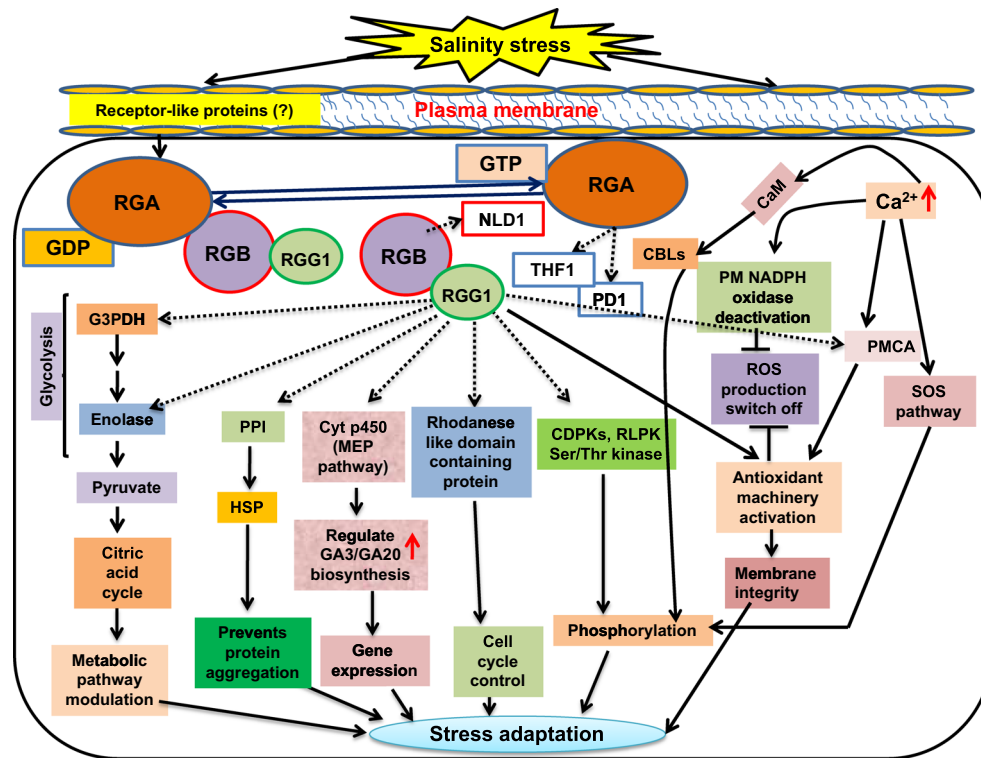 Salinity stress
Receptor-like proteins (?)
Plasma membrane
RGA
GDP
RGB
RGG1
GTP
RGA
RGB
NLD1
RGG1
THF1
PD1
CaM
Ca2+
CBLs
PM NADPH
oxidase
deactivation
PMCA
ROS
production
switch off
SOS
pathway
Glycolysis
G3PDH
Enolase
Pyruvate
Citric
acid
cycle
Metabolic
pathway
modulation
PPI
HSP
Prevents
protein
aggregation
Cyt p450
(MEP
pathway)
Regulate
GA3/GA20
biosynthesis
Gene
expression
Rhodanese
like domain
containing
protein
Cell
cycle
control
CDPKs, RLPK
Ser/Thr kinase
Phosphorylation
Antioxidant
machinery
activation
Membrane
integrity
Stress adaptation